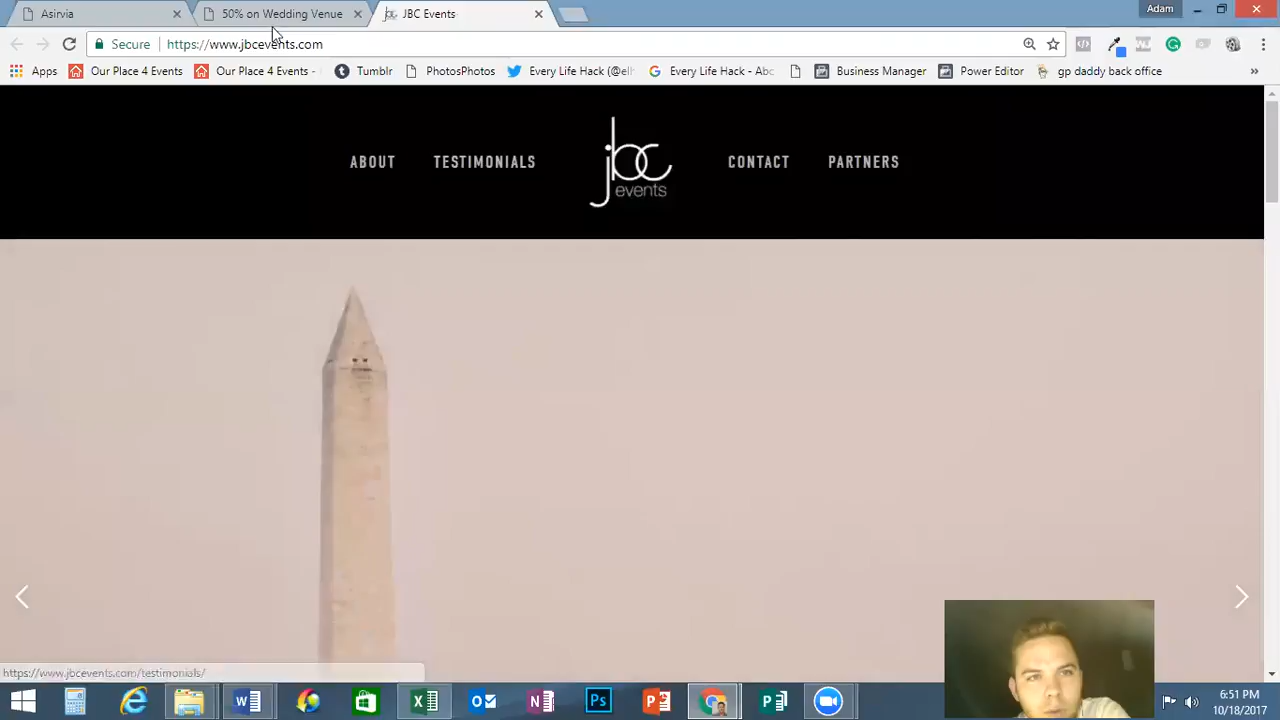 Asirvia
50% on Wedding Venue
JBC Events
Adam
Secure
https://www.jbcevents.com
Apps
Our Place 4 Events
Our Place 4 Events -
Tumblr
PhotosPhotos
Every Life Hack (@elh
Every Life Hack - Abc
Business Manager
Power Editor
gp daddy back office
»
ABOUT
TESTIMONIALS
jbc
events
CONTACT
PARTNERS
https://www.jbcevents.com/testimonials/
6:51 PM
10/18/2017